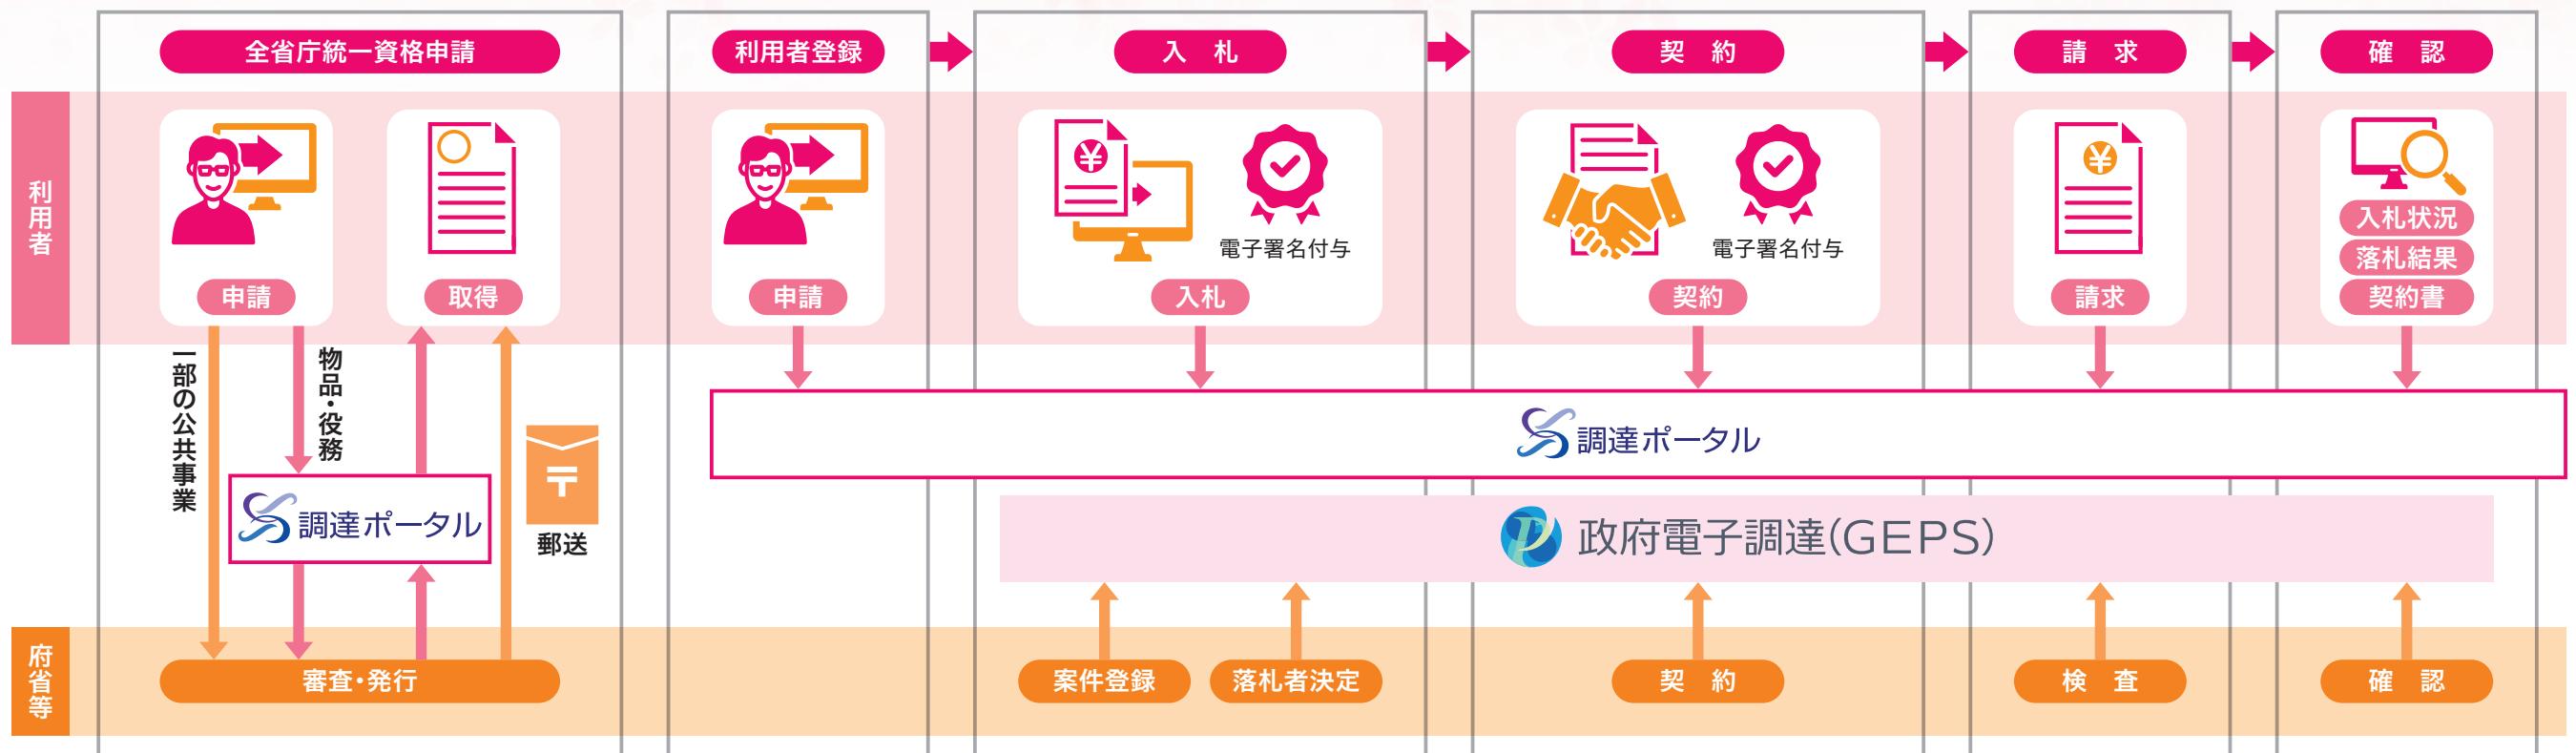 全省庁統一資格申請
利用者登録
入 札
契 約
請 求
確 認
利用者
申請
取得
申請
電子署名付与
入札
電子署名付与
契約
¥
¥
請求
入札状況
落札結果
契約書
一部の公共事業
物品・役務
調達ポータル
〒
郵送
調達ポータル
政府電子調達(GEPS)
府省等
審査・発行
案件登録
落札者決定
契 約
検 査
確 認